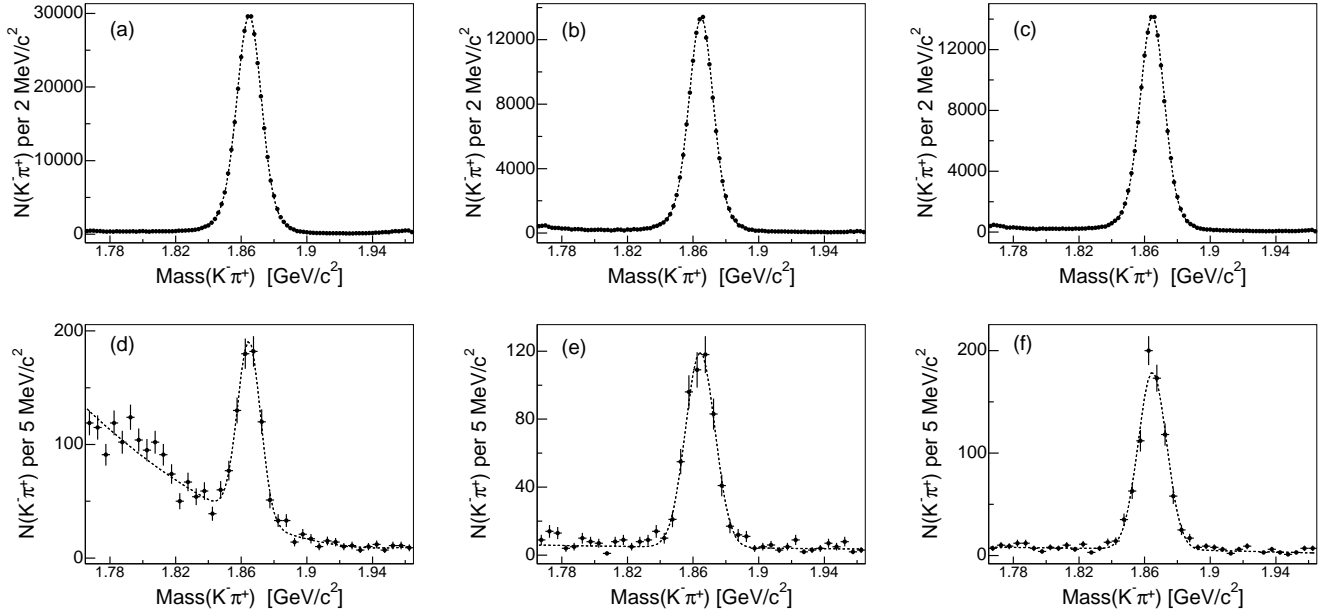 (a)
N(K⁻π⁺) per 2 MeV/c²
30000
20000
10000
0
1.78 1.82 1.86 1.9 1.94
Mass(K⁻π⁺) [GeV/c²]
(b)
N(K⁻π⁺) per 2 MeV/c²
12000
8000
4000
0
1.78 1.82 1.86 1.9 1.94
Mass(K⁻π⁺) [GeV/c²]
(c)
N(K⁻π⁺) per 2 MeV/c²
12000
8000
4000
0
1.78 1.82 1.86 1.9 1.94
Mass(K⁻π⁺) [GeV/c²]
(d)
N(K⁻π⁺) per 5 MeV/c²
200
100
0
1.78 1.82 1.86 1.9 1.94
Mass(K⁻π⁺) [GeV/c²]
(e)
N(K⁻π⁺) per 5 MeV/c²
120
80
40
0
1.78 1.82 1.86 1.9 1.94
Mass(K⁻π⁺) [GeV/c²]
(f)
N(K⁻π⁺) per 5 MeV/c²
200
100
0
1.78 1.82 1.86 1.9 1.94
Mass(K⁻π⁺) [GeV/c²]